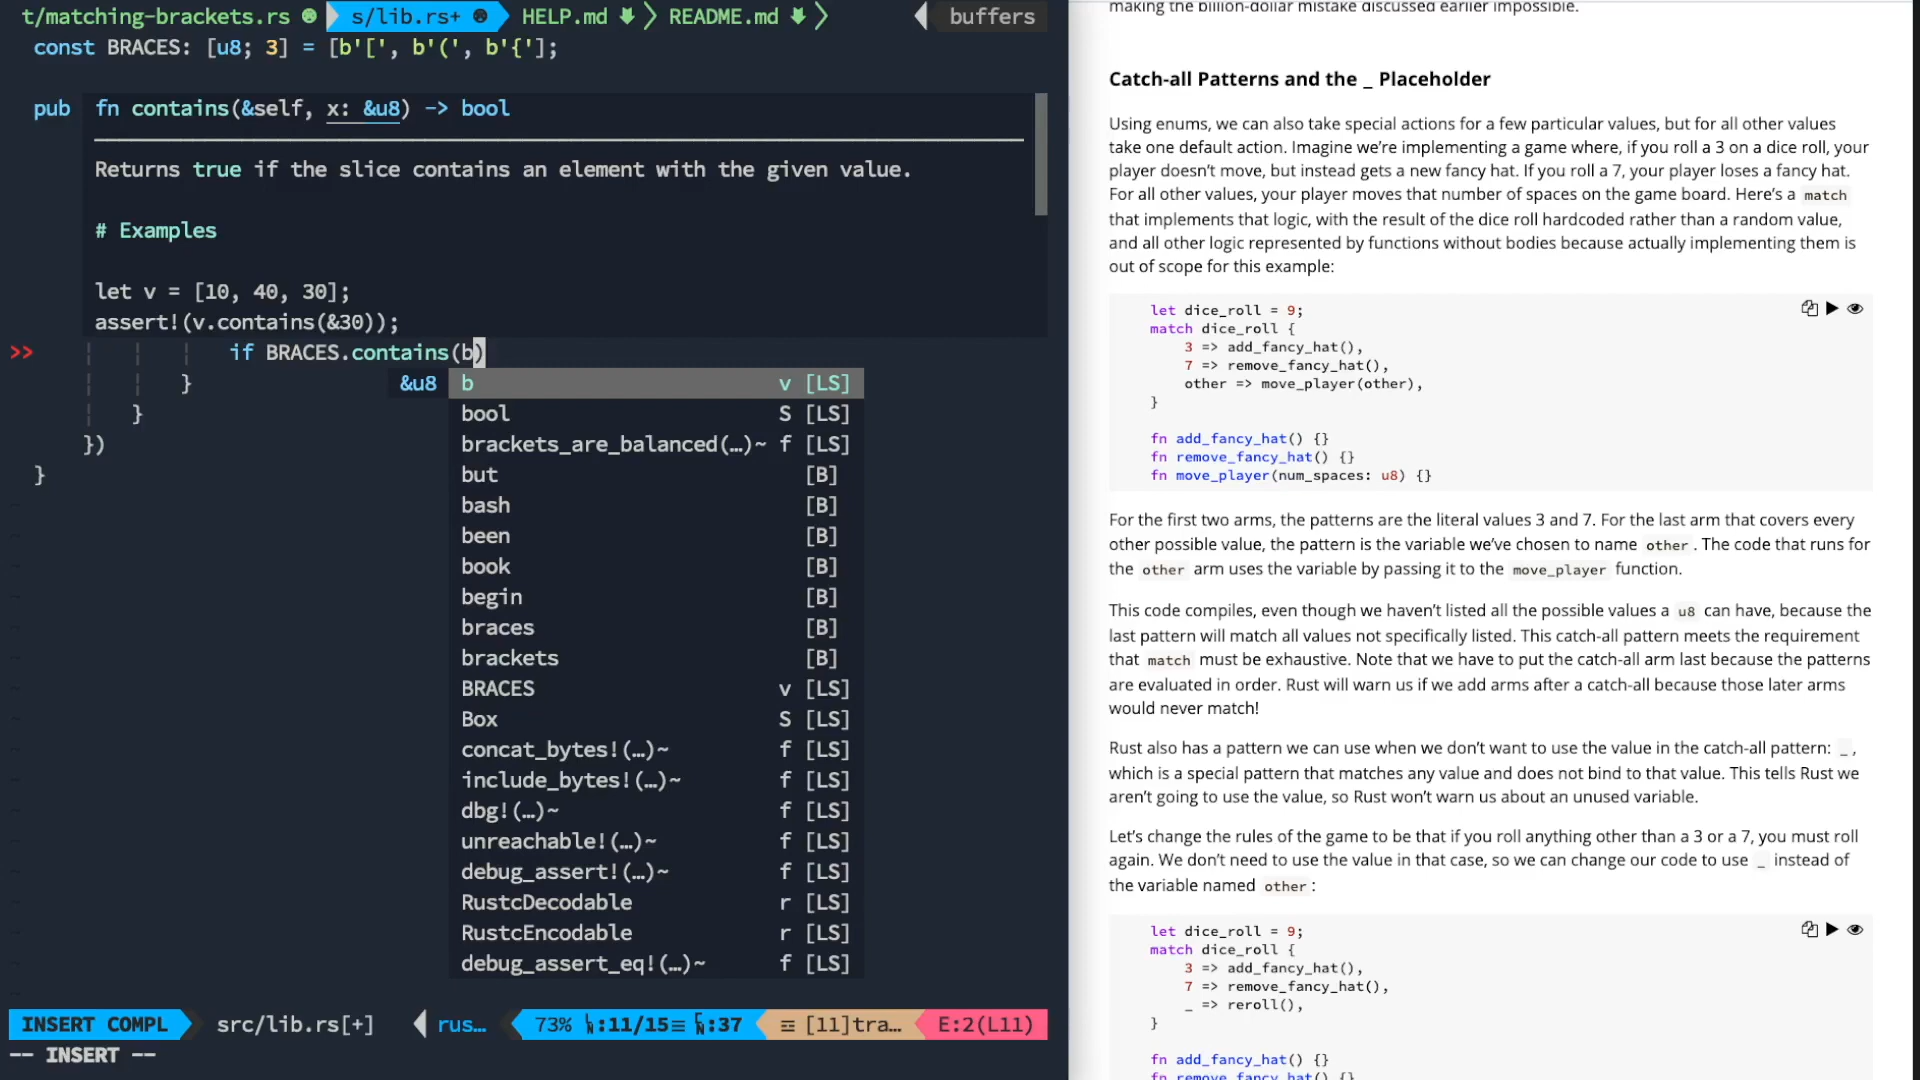 t/matching-brackets.rs s/lib.rs+ HELP.md README.md buffers
const BRACES: [u8; 3] = [b'[', b'(', b'{'];
pub fn contains(&self, x: &u8) -> bool
Returns true if the slice contains an element with the given value.
# Examples
let v = [10, 40, 30];
assert!(v.contains(&30));
>> if BRACES.contains(b)
} &u8 b v [LS]
} bool S [LS]
}) brackets_are_balanced(…)~ f [LS]
} but [B]
bash [B]
been [B]
book [B]
begin [B]
braces [B]
brackets [B]
BRACES v [LS]
Box S [LS]
concat_bytes!(…)~ f [LS]
include_bytes!(…)~ f [LS]
dbg!(…)~ f [LS]
unreachable!(…)~ f [LS]
debug_assert!(…)~ f [LS]
RustcDecodable r [LS]
RustcEncodable r [LS]
debug_assert_eq!(…)~ f [LS]
INSERT COMPL src/lib.rs[+] rus… 73% :11/15≡ :37 [11]tra… E:2(L11)
-- INSERT --
making the billion-dollar mistake discussed earlier impossible.
Catch-all Patterns and the _ Placeholder
Using enums, we can also take special actions for a few particular values, but for all other values
take one default action. Imagine we're implementing a game where, if you roll a 3 on a dice roll, your
player doesn't move, but instead gets a new fancy hat. If you roll a 7, your player loses a fancy hat.
For all other values, your player moves that number of spaces on the game board. Here's a match
that implements that logic, with the result of the dice roll hardcoded rather than a random value,
and all other logic represented by functions without bodies because actually implementing them is
out of scope for this example:
let dice_roll = 9;
match dice_roll {
3 => add_fancy_hat(),
7 => remove_fancy_hat(),
other => move_player(other),
}
fn add_fancy_hat() {}
fn remove_fancy_hat() {}
fn move_player(num_spaces: u8) {}
For the first two arms, the patterns are the literal values 3 and 7. For the last arm that covers every
other possible value, the pattern is the variable we've chosen to name other. The code that runs for
the other arm uses the variable by passing it to the move_player function.
This code compiles, even though we haven't listed all the possible values a u8 can have, because the
last pattern will match all values not specifically listed. This catch-all pattern meets the requirement
that match must be exhaustive. Note that we have to put the catch-all arm last because the patterns
are evaluated in order. Rust will warn us if we add arms after a catch-all because those later arms
would never match!
Rust also has a pattern we can use when we don't want to use the value in the catch-all pattern: _,
which is a special pattern that matches any value and does not bind to that value. This tells Rust we
aren't going to use the value, so Rust won't warn us about an unused variable.
Let's change the rules of the game to be that if you roll anything other than a 3 or a 7, you must roll
again. We don't need to use the value in that case, so we can change our code to use _ instead of
the variable named other:
let dice_roll = 9;
match dice_roll {
3 => add_fancy_hat(),
7 => remove_fancy_hat(),
_ => reroll(),
}
fn add_fancy_hat() {}
fn remove_fancy_hat() {}